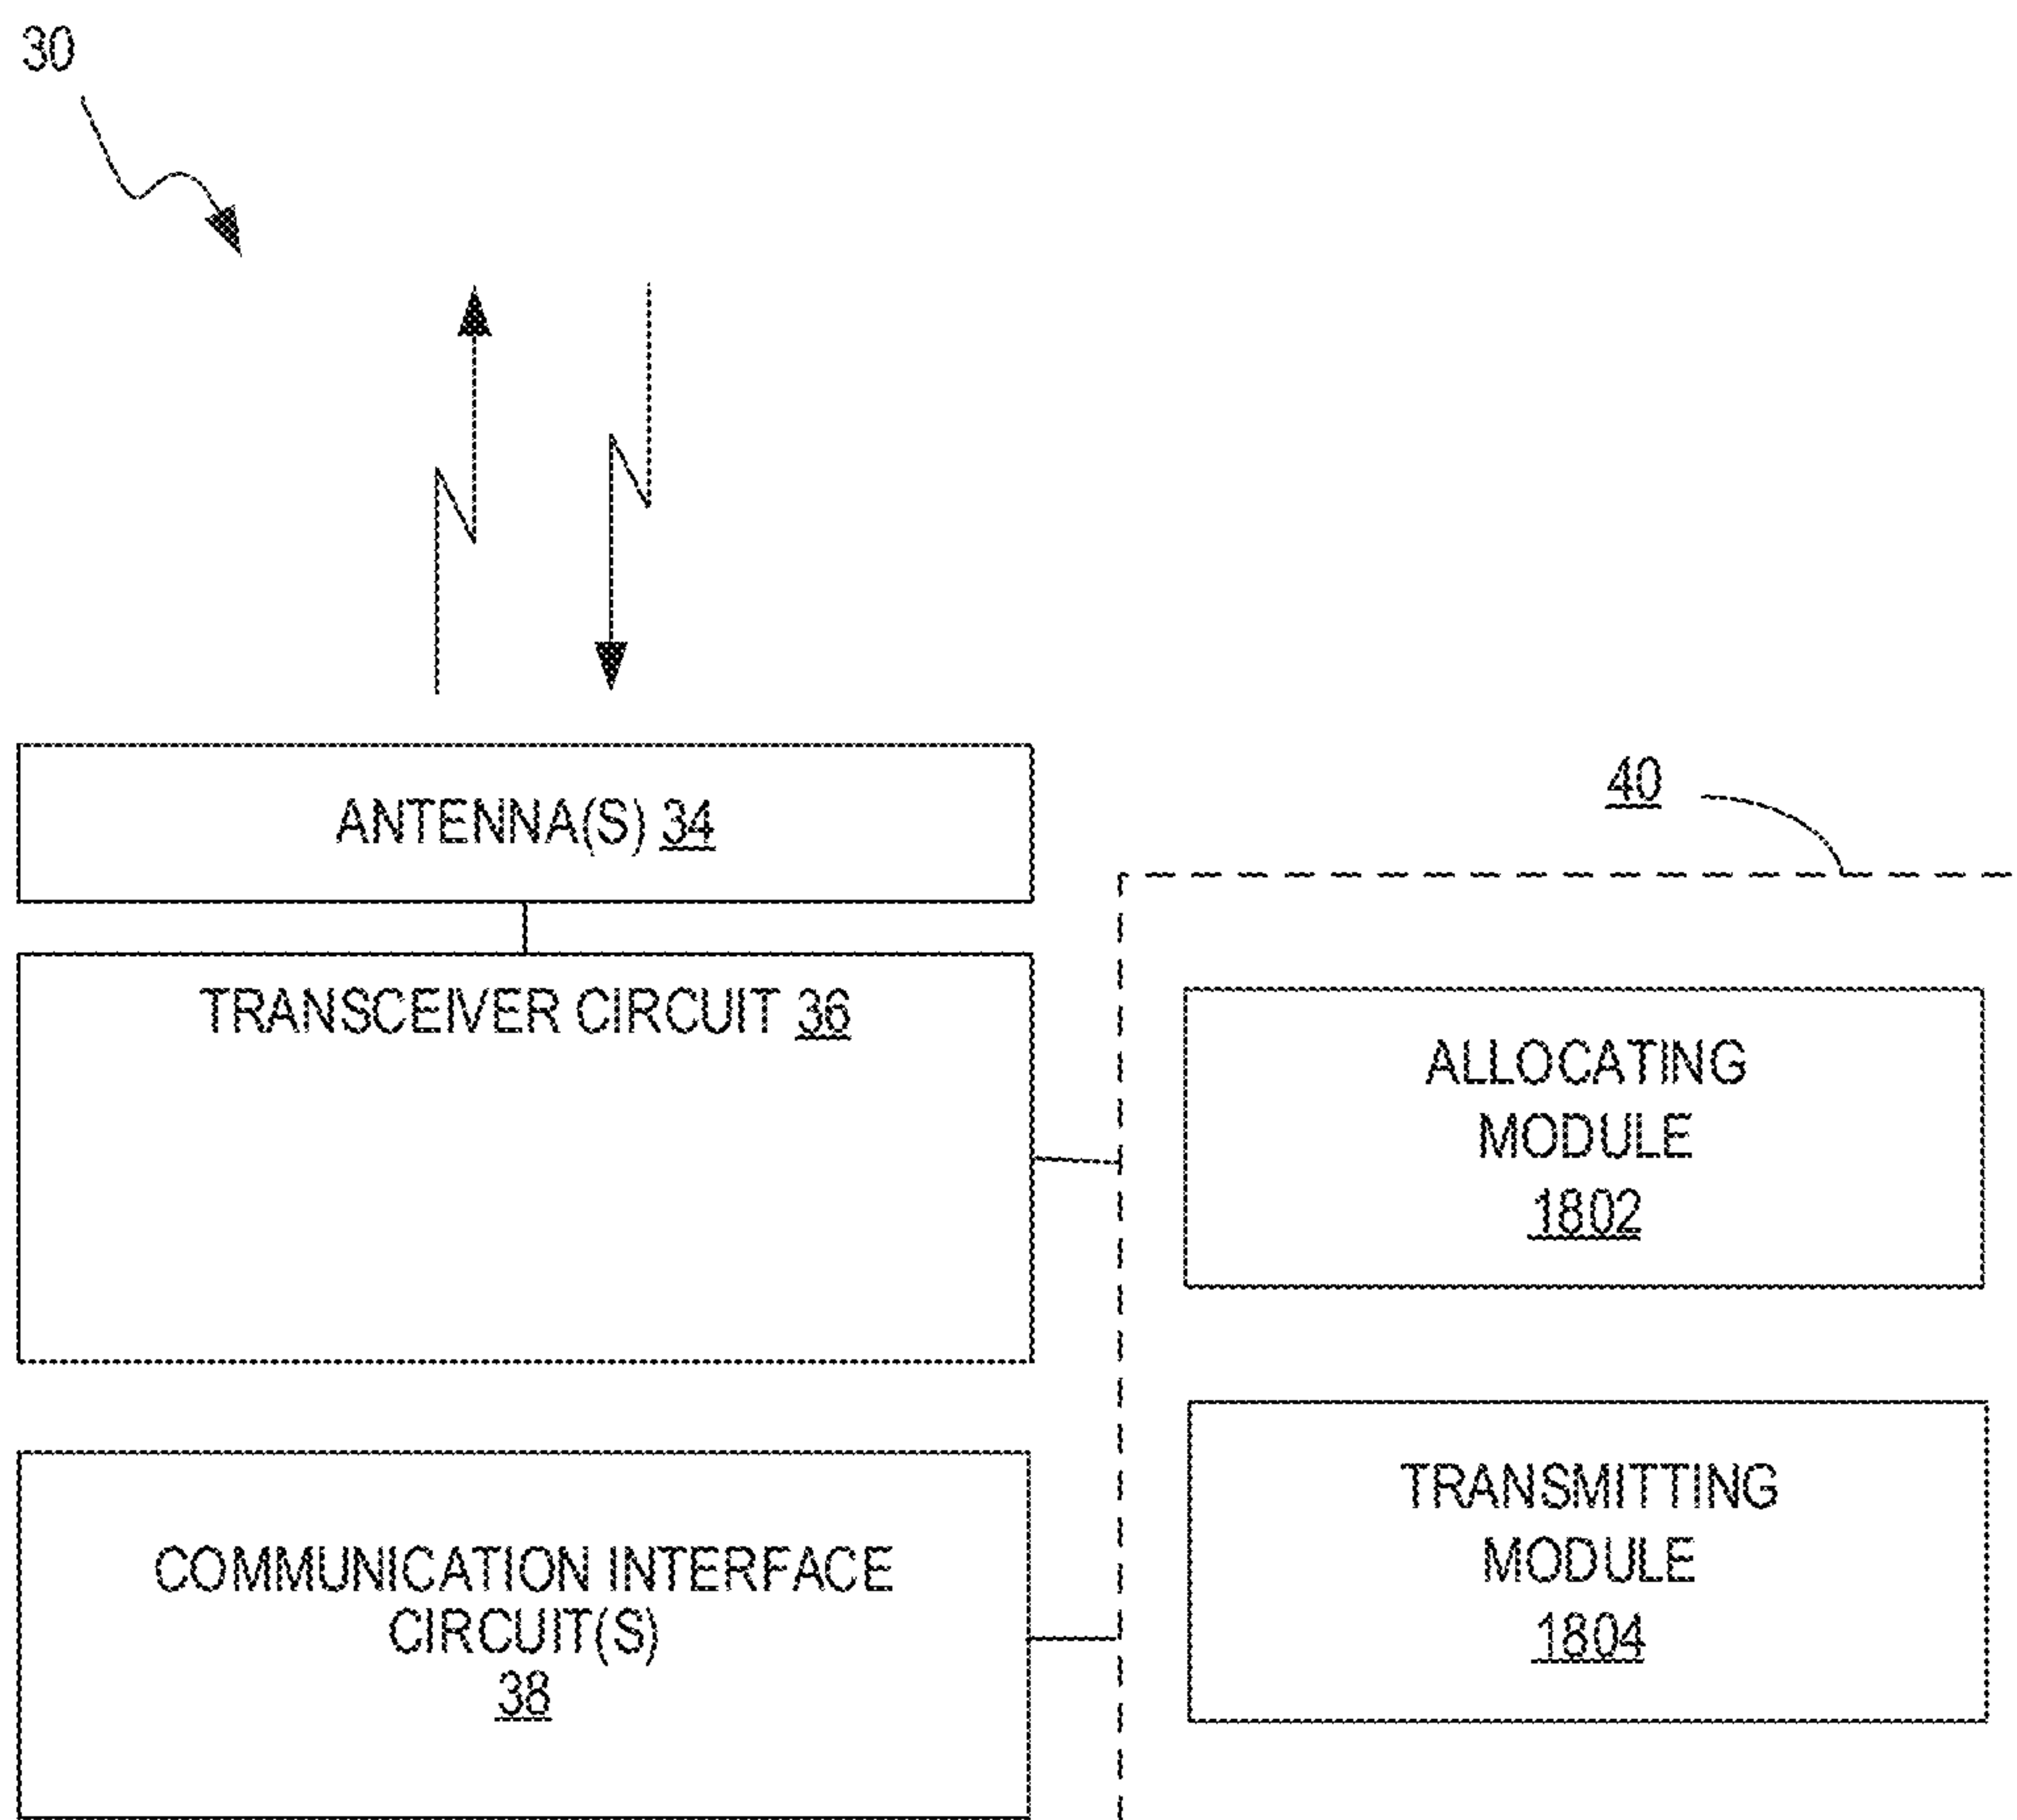 30
ANTENNA(S) 34
40
TRANSCEIVER CIRCUIT 36
ALLOCATING
MODULE
1802
COMMUNICATION INTERFACE
CIRCUIT(S)
38
TRANSMITTING
MODULE
1804